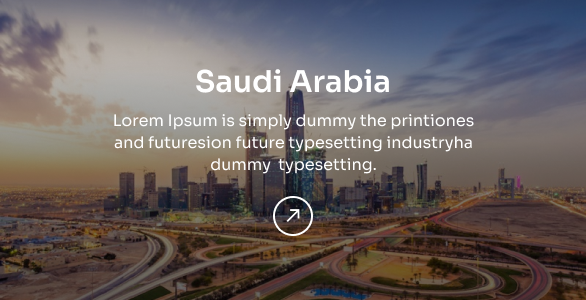 Saudi Arabia
Lorem Ipsum is simply dummy the printiones
and futuresion future typesetting industryha
dummy typesetting.